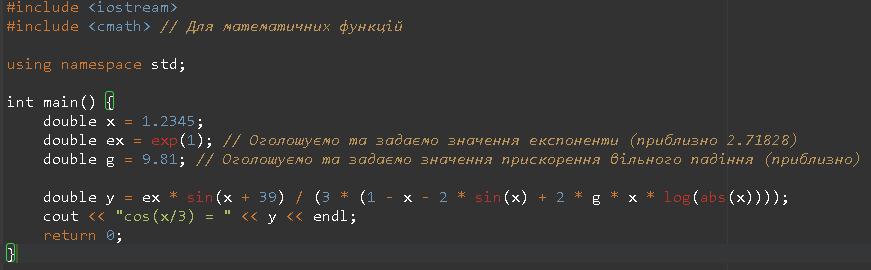 #include <iostream>
#include <cmath> // Для математичних функцій
using namespace std;
int main() {
double x = 1.2345;
double ex = exp(1); // Оголошуємо та задаємо значення експоненти (приблизно 2.71828)
double g = 9.81; // Оголошуємо та задаємо значення прискорення вільного падіння (приблизно)
double y = ex * sin(x + 39) / (3 * (1 - x - 2 * sin(x) + 2 * g * x * log(abs(x))));
cout << "cos(x/3) = " << y << endl;
return 0;
}